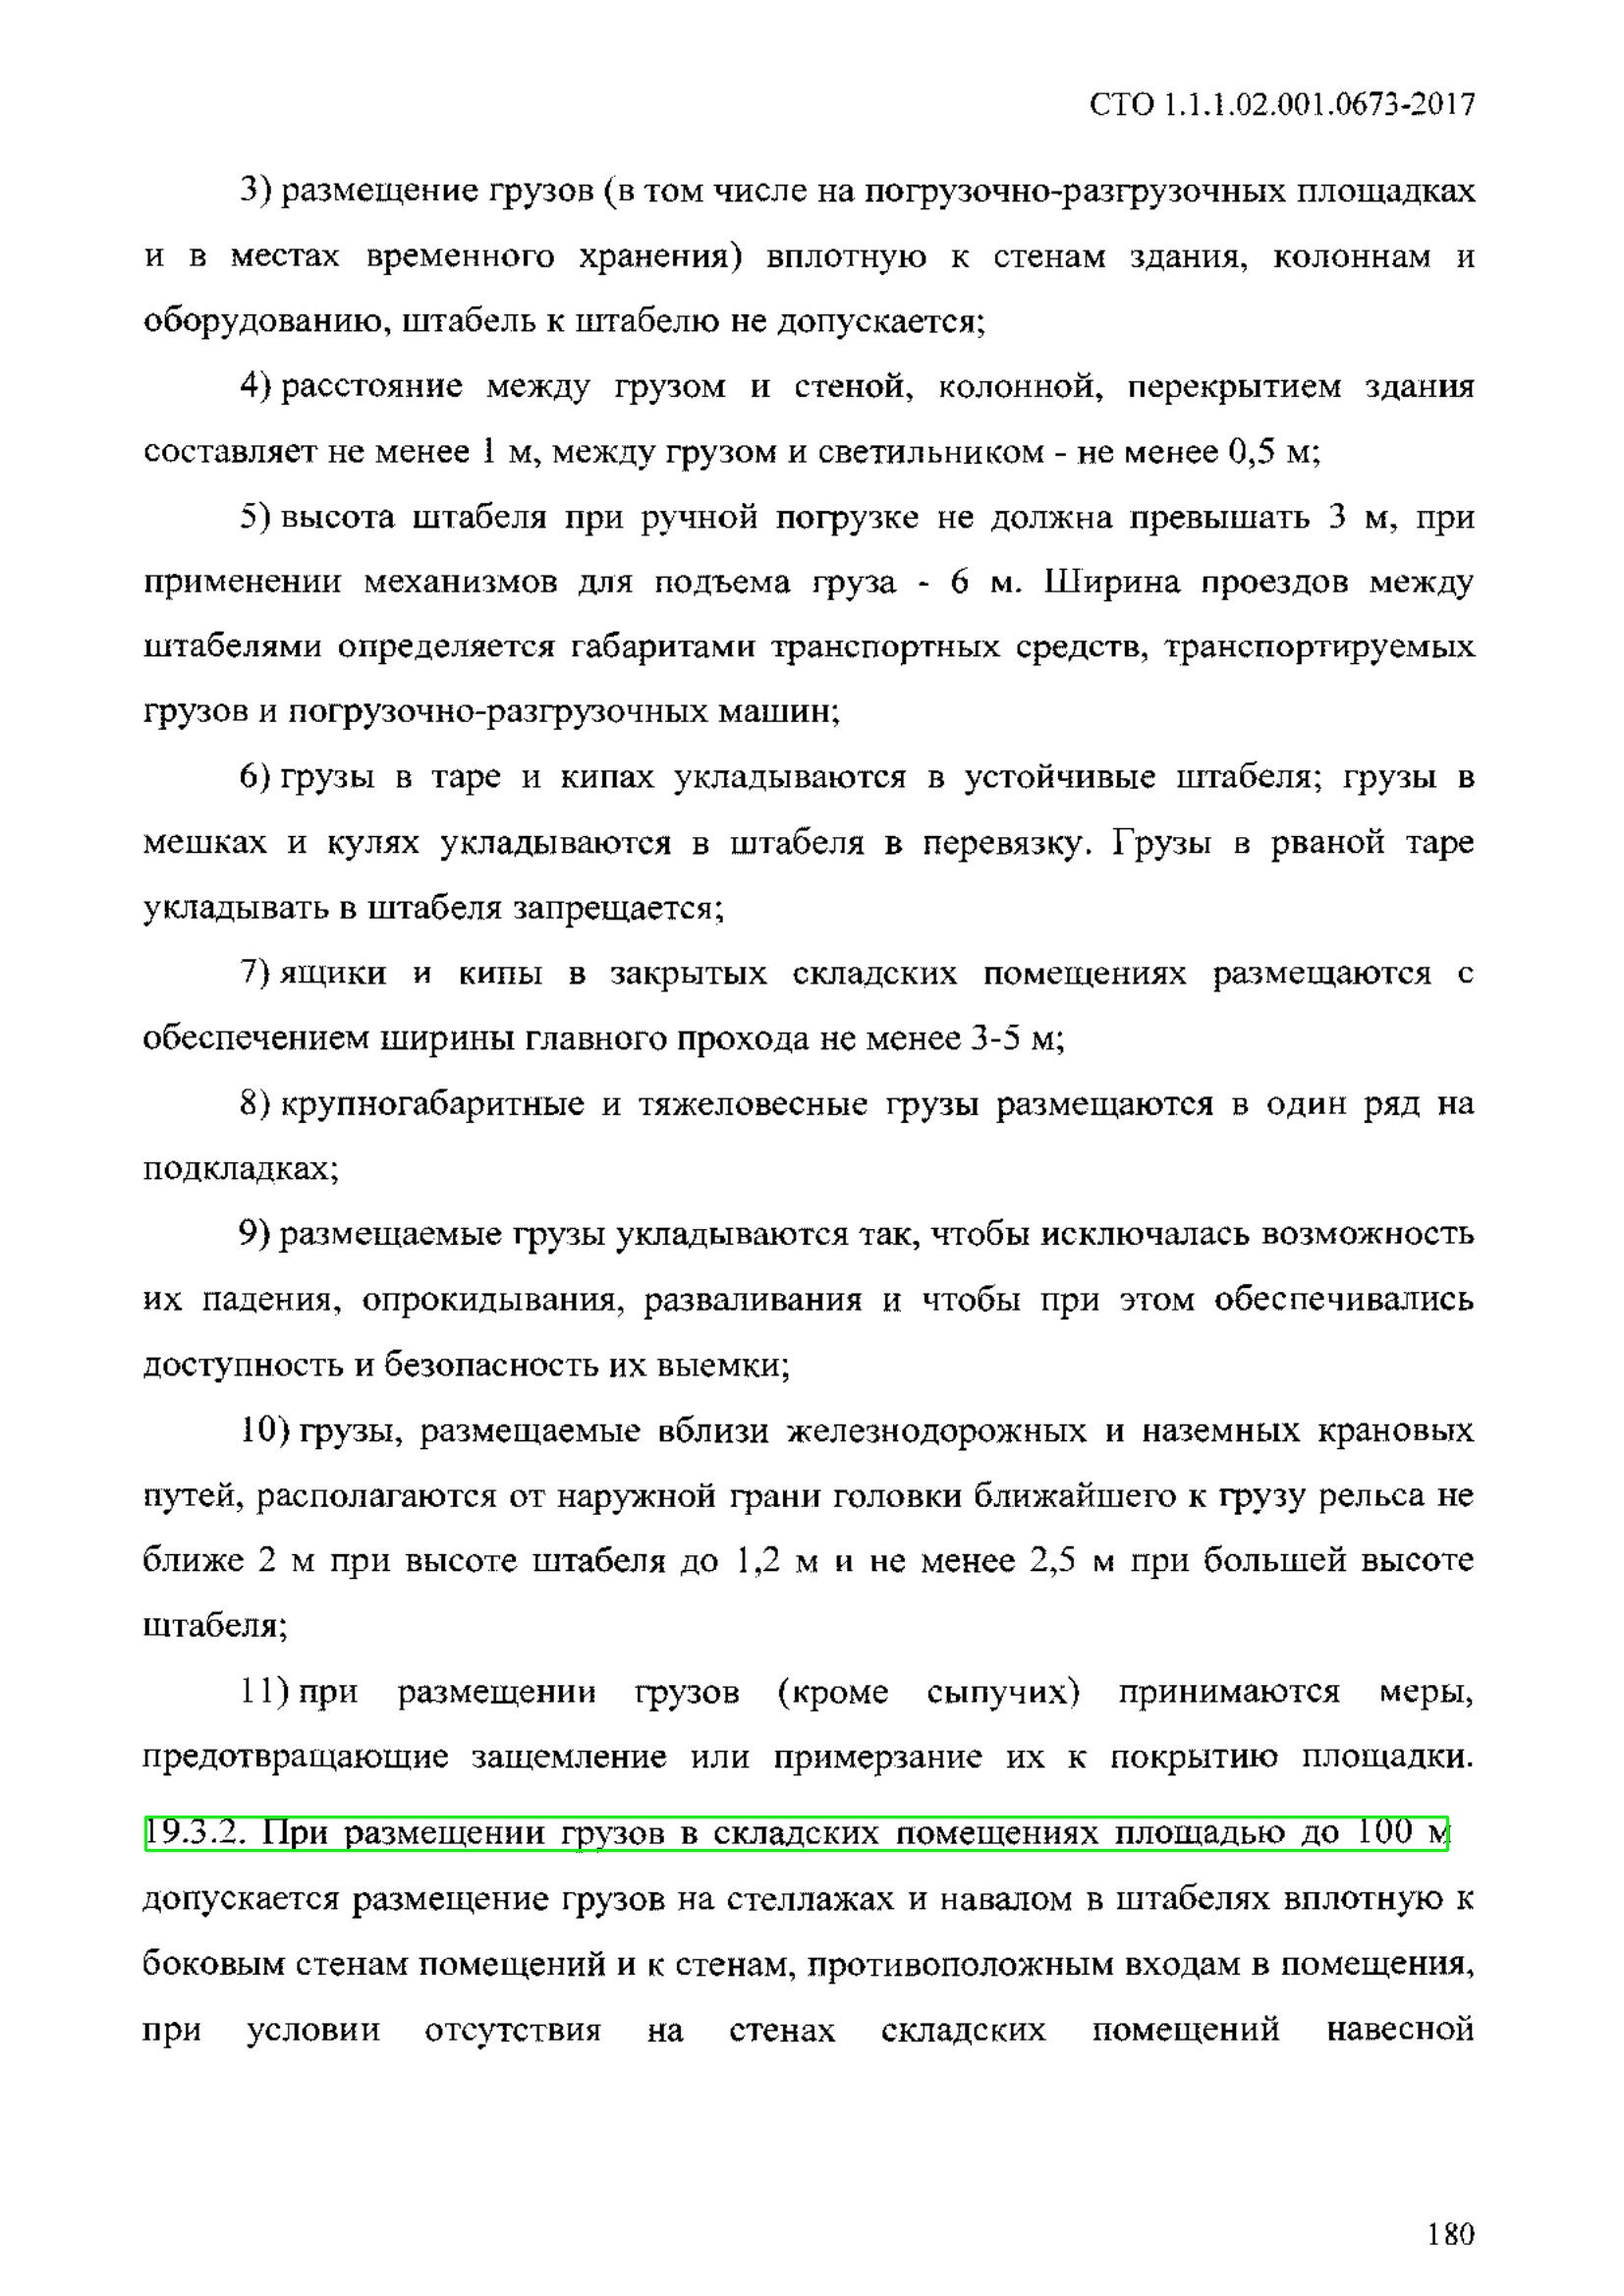 СТО 1.1.1.02.001.0673-2017
3) размещение грузов (в том числе на погрузочно-разгрузочных площадках
и в местах временного хранения) вплотную к стенам здания, колоннам и
оборудованию, штабель к штабелю не допускается;
4) расстояние между грузом и стеной, колонной, перекрытием здания
составляет не менее 1 м, между грузом и светильником - не менее 0,5 м;
5) высота штабеля при ручной погрузке не должна превышать 3 м, при
применении механизмов для подъема груза - 6 м. Ширина проездов между
штабелями определяется габаритами транспортных средств, транспортируемых
грузов и погрузочно-разгрузочных машин;
6) грузы в таре и кипах укладываются в устойчивые штабеля; грузы в
мешках и кулях укладываются в штабеля в перевязку. Грузы в рваной таре
укладывать в штабеля запрещается;
7) ящики и кипы в закрытых складских помещениях размещаются с
обеспечением ширины главного прохода не менее 3-5 м;
8) крупногабаритные и тяжеловесные грузы размещаются в один ряд на
подкладках;
9) размещаемые грузы укладываются так, чтобы исключалась возможность
их падения, опрокидывания, разваливания и чтобы при этом обеспечивались
доступность и безопасность их выемки;
10) грузы, размещаемые вблизи железнодорожных и наземных крановых
путей, располагаются от наружной грани головки ближайшего к грузу рельса не
ближе 2 м при высоте штабеля до 1,2 м и не менее 2,5 м при большей высоте
штабеля;
11) при размещении грузов (кроме сыпучих) принимаются меры,
предотвращающие защемление или примерзание их к покрытию площадки.
19.3.2. При размещении грузов в складских помещениях площадью до 100 м
допускается размещение грузов на стеллажах и навалом в штабелях вплотную к
боковым стенам помещений и к стенам, противоположным входам в помещения,
при условии отсутствия на стенах складских помещений навесной
180